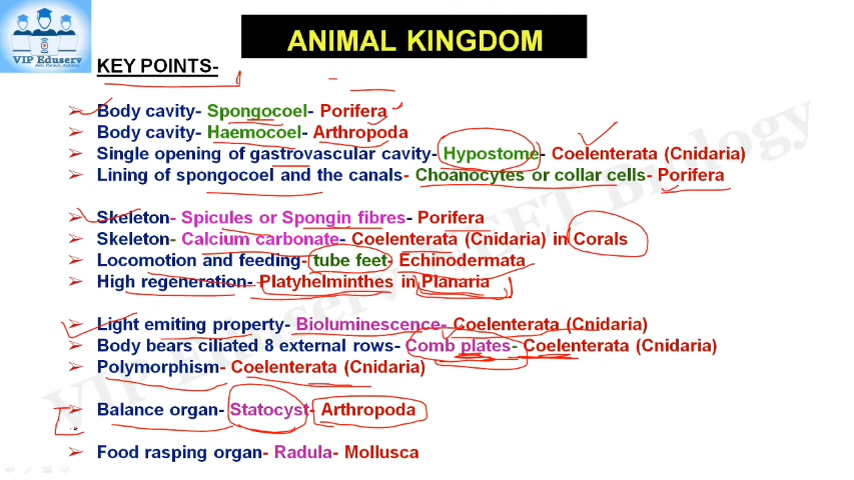 VIP Eduserv
ANIMAL KINGDOM
KEY POINTS-
Body cavity- Spongocoel- Porifera
Body cavity- Haemocoel- Arthropoda
Single opening of gastrovascular cavity- Hypostome- Coelenterata (Cnidaria)
Lining of spongocoel and the canals- Choanocytes or collar cells- Porifera
Skeleton- Spicules or Spongin fibres- Porifera
Skeleton- Calcium carbonate- Coelenterata (Cnidaria) in Corals
Locomotion and feeding- tube feet- Echinodermata
High regeneration- Platyhelminthes in Planaria
Light emiting property- Bioluminescence- Coelenterata (Cnidaria)
Body bears ciliated 8 external rows- Comb plates- Coelenterata (Cnidaria)
Polymorphism- Coelenterata (Cnidaria)
Balance organ- Statocyst- Arthropoda
Food rasping organ- Radula- Mollusca
VIP Eduserv NEET Biology